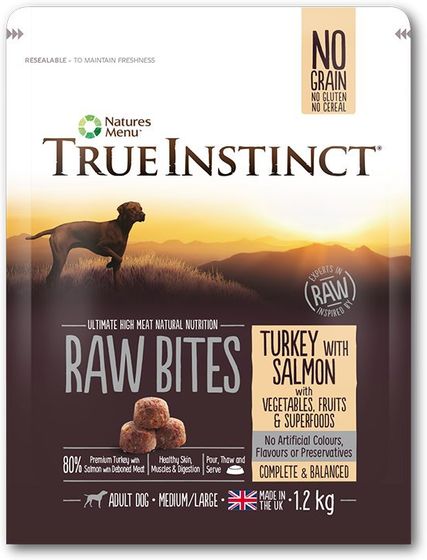 RESEALABLE - TO MAINTAIN FRESHNESS
NO
GRAIN
NO GLUTEN
NO CEREAL
Natures
Menu™
TRUE INSTINCT®
EXPERTS IN
RAW
INSPIRED BY
ULTIMATE HIGH MEAT NATURAL NUTRITION
RAW BITES
TURKEY WITH
SALMON
with
VEGETABLES, FRUITS
& SUPERFOODS
No Artificial Colours,
Flavours or Preservatives
COMPLETE & BALANCED
80% Premium Turkey with
Salmon with Deboned Meat
Healthy Skin,
Muscles & Digestion
Pour, Thaw and
Serve
ADULT DOG • MEDIUM/LARGE • MADE IN
THE UK • 1.2 kg